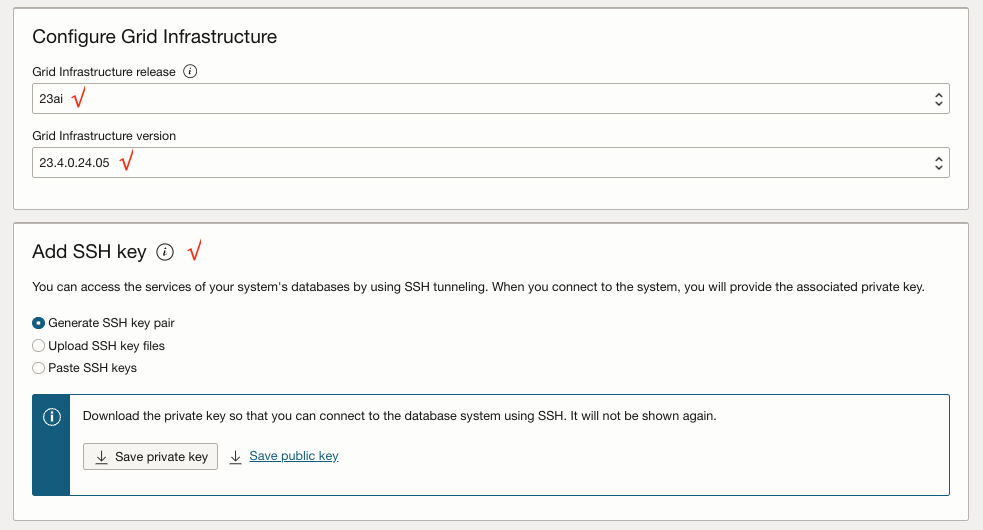 Configure Grid Infrastructure
Grid Infrastructure release
23ai
Grid Infrastructure version
23.4.0.24.05
Add SSH key
You can access the services of your system's databases by using SSH tunneling. When you connect to the system, you will provide the associated private key.
Generate SSH key pair
Upload SSH key files
Paste SSH keys
Download the private key so that you can connect to the database system using SSH. It will not be shown again.
Save private key Save public key